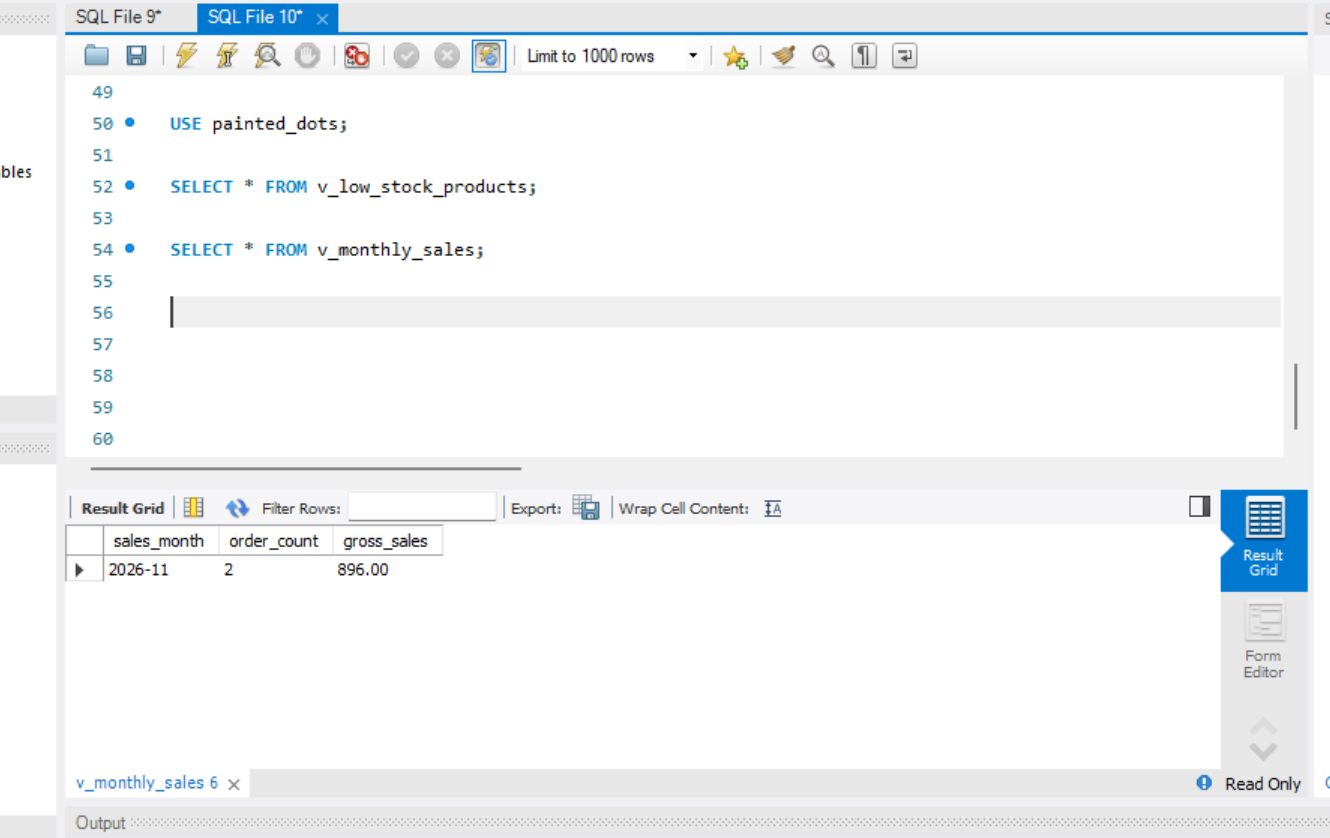 SQL File 9*
SQL File 10*
Limit to 1000 rows
49
50 USE painted_dots;
51
52 SELECT * FROM v_low_stock_products;
53
54 SELECT * FROM v_monthly_sales;
55
56
57
58
59
60
bles
Result Grid
Filter Rows:
Export:
Wrap Cell Content:
sales_month order_count gross_sales
2026-11 2 896.00
Result
Grid
Form
Editor
v_monthly_sales 6
Read Only
Output